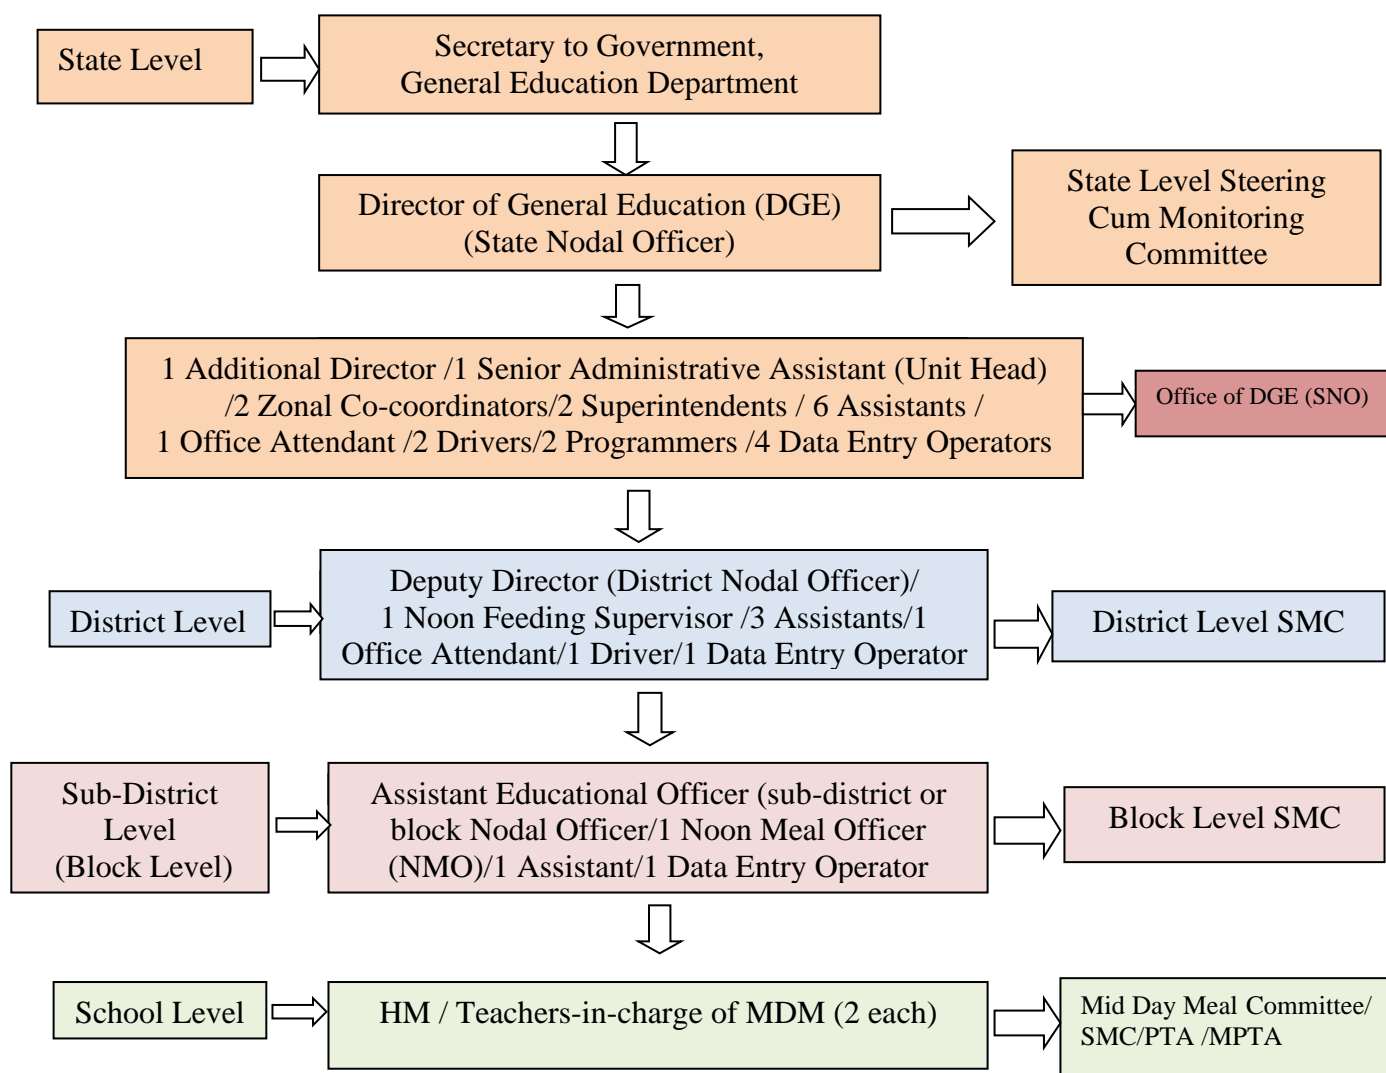 State Level
Secretary to Government,
General Education Department
Director of General Education (DGE)
(State Nodal Officer)
State Level Steering
Cum Monitoring
Committee
1 Additional Director /1 Senior Administrative Assistant (Unit Head)
/2 Zonal Co-coordinators/2 Superintendents / 6 Assistants /
1 Office Attendant /2 Drivers/2 Programmers /4 Data Entry Operators
Office of DGE (SNO)
District Level
Deputy Director (District Nodal Officer)/
1 Noon Feeding Supervisor /3 Assistants/1
Office Attendant/1 Driver/1 Data Entry Operator
District Level SMC
Sub-District
Level
(Block Level)
Assistant Educational Officer (sub-district or
block Nodal Officer/1 Noon Meal Officer
(NMO)/1 Assistant/1 Data Entry Operator
Block Level SMC
School Level
HM / Teachers-in-charge of MDM (2 each)
Mid Day Meal Committee/
SMC/PTA /MPTA